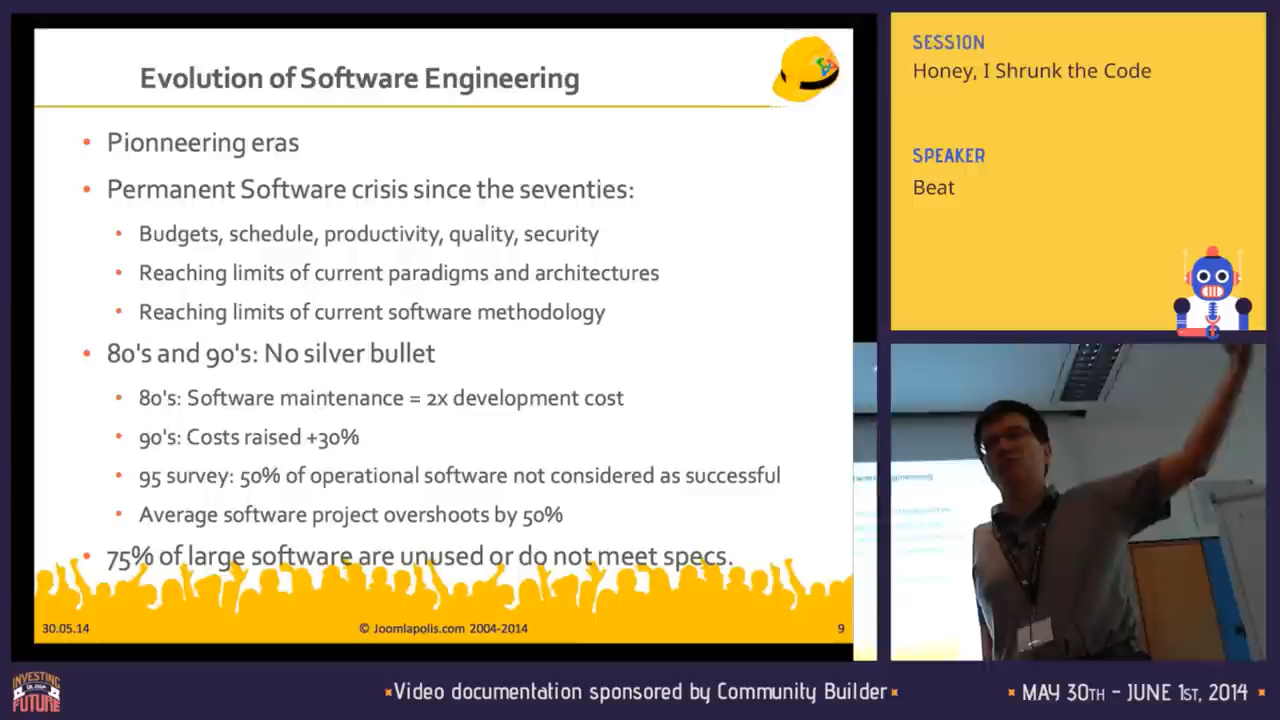 Evolution of Software Engineering
Pionneering eras
Permanent Software crisis since the seventies:
Budgets, schedule, productivity, quality, security
Reaching limits of current paradigms and architectures
Reaching limits of current software methodology
80's and 90's: No silver bullet
80's: Software maintenance = 2x development cost
90's: Costs raised +30%
95 survey: 50% of operational software not considered as successful
Average software project overshoots by 50%
75% of large software are unused or do not meet specs.
30.05.14
© Joomlapolis.com 2004-2014
9
SESSION
Honey, I Shrunk the Code
SPEAKER
Beat
INVESTING
FUTURE
Video documentation sponsored by Community Builder
MAY 30TH - JUNE 1ST, 2014